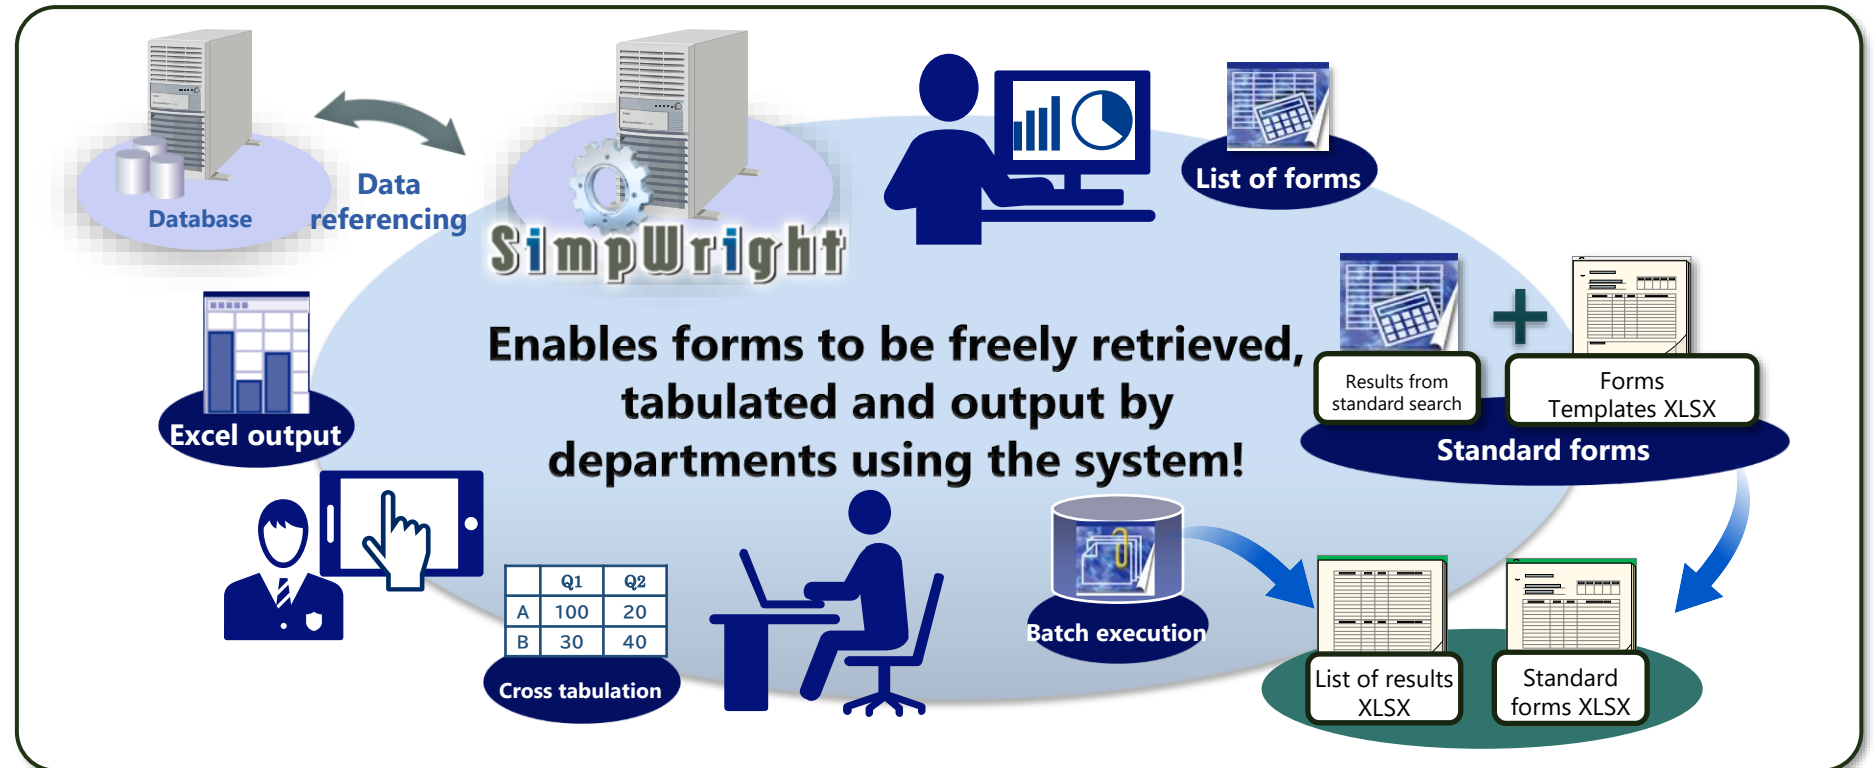 Database
Data
referencing
SimpWright
List of forms
Enables forms to be freely retrieved,
tabulated and output by
departments using the system!
Excel output
Results from
standard search
Forms
Templates XLSX
Standard forms
Q1 Q2
A 100 20
B 30 40
Cross tabulation
Batch execution
List of results
XLSX
Standard
forms XLSX